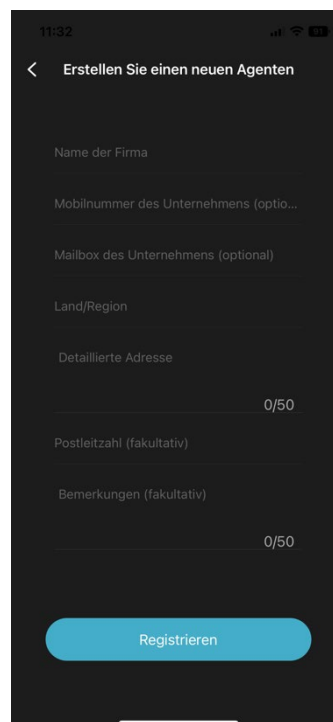 11:32
91
Erstellen Sie einen neuen Agenten
Name der Firma
Mobilnummer des Unternehmens (optio...
Mailbox des Unternehmens (optional)
Land/Region
Detaillierte Adresse
0/50
Postleitzahl (fakultativ)
Bemerkungen (fakultativ)
0/50
Registrieren